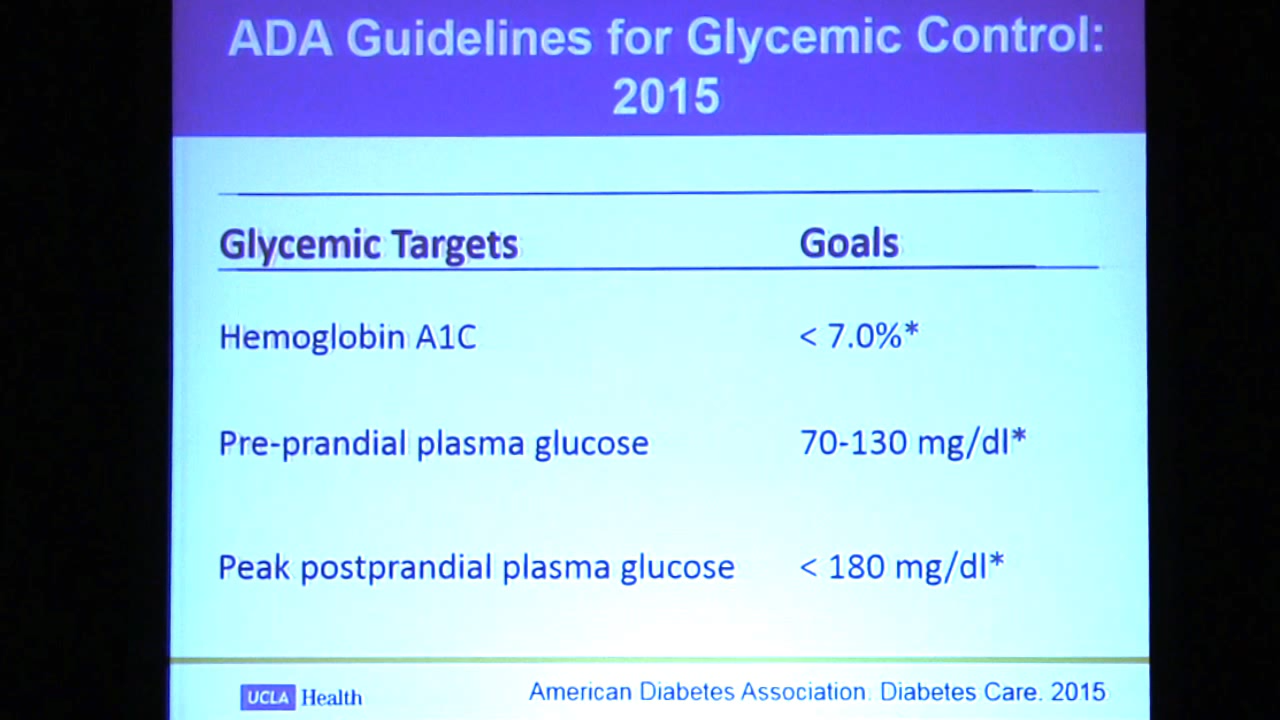 ADA Guidelines for Glycemic Control:
2015
Glycemic Targets Goals
Hemoglobin A1C < 7.0%*
Pre-prandial plasma glucose 70-130 mg/dl*
Peak postprandial plasma glucose < 180 mg/dl*
UCLA Health American Diabetes Association. Diabetes Care. 2015